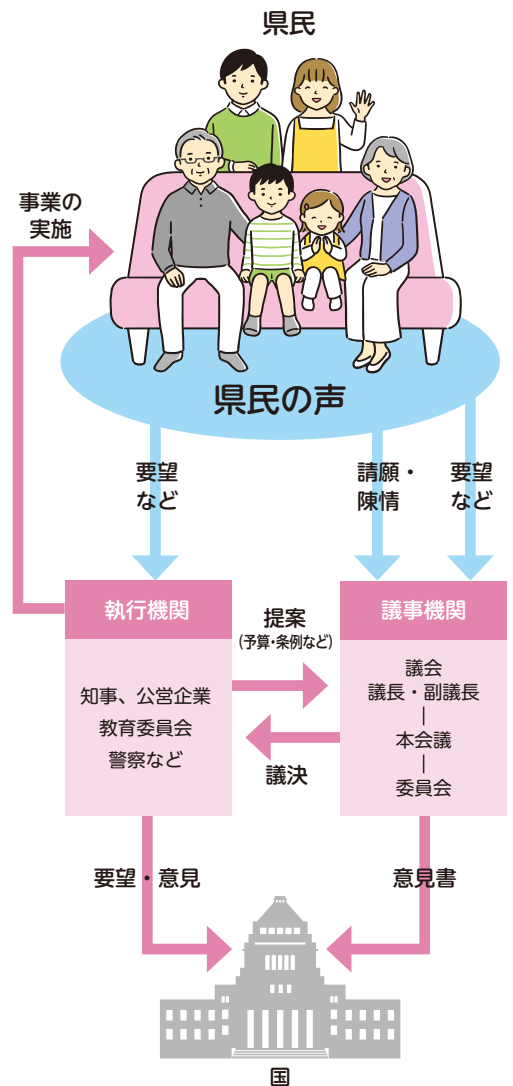 県民
事業の
実施
県民の声
要望
など
請願・
陳情
要望
など
執行機関
知事、公営企業
教育委員会
警察など
提案
(予算・条例など)
議決
議事機関
議会
議長・副議長
本会議
委員会
要望・意見
意見書
国